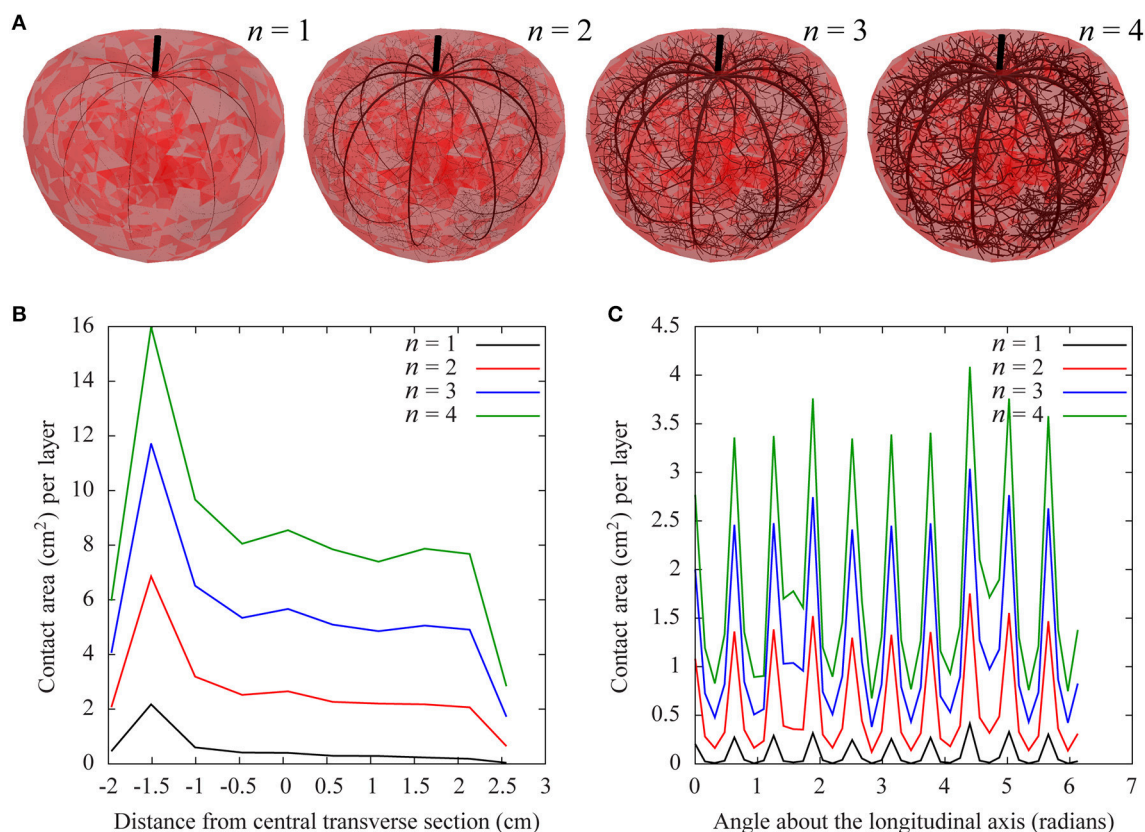 A
n = 1
n = 2
n = 3
n = 4
B
Contact area (cm²) per layer
16
14
12
10
8
6
4
2
0
n = 1
n = 2
n = 3
n = 4
-2 -1.5 -1 -0.5 0 0.5 1 1.5 2 2.5 3
Distance from central transverse section (cm)
C
Contact area (cm²) per layer
4.5
4
3.5
3
2.5
2
1.5
1
0.5
0
n = 1
n = 2
n = 3
n = 4
0 1 2 3 4 5 6 7
Angle about the longitudinal axis (radians)